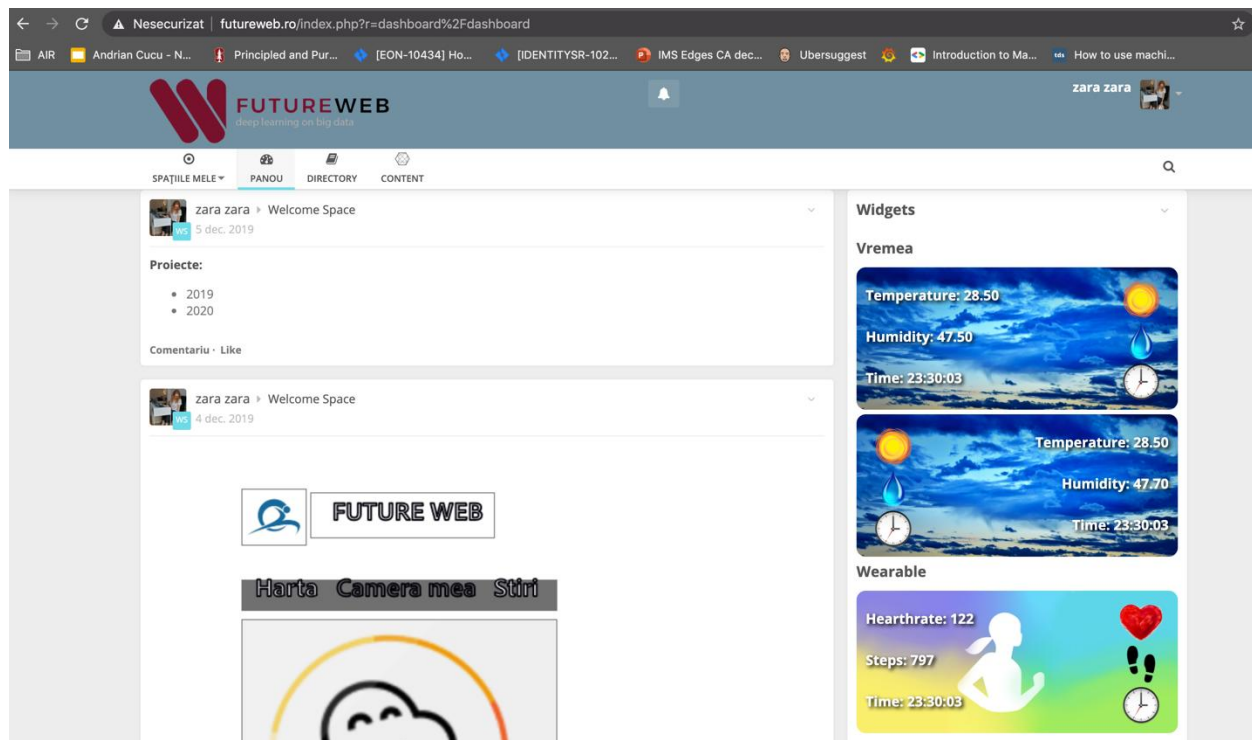 Nesecurizat | futureweb.ro/index.php?r=dashboard%2Fdashboard
AIR Andrian Cucu - N... Principled and Pur... [EON-10434] Ho... [IDENTITYSR-102... IMS Edges CA dec... Ubersuggest Introduction to Ma... tds How to use machi...
FUTUREWEB
deep learning on big data
zara zara
SPAȚIILE MELE PANOU DIRECTORY CONTENT
zara zara Welcome Space
WS 5 dec. 2019
Proiecte:
• 2019
• 2020
Comentariu · Like
zara zara Welcome Space
WS 4 dec. 2019
FUTURE WEB
Harta Camera mea Stiri
Widgets
Vremea
Temperature: 28.50
Humidity: 47.50
Time: 23:30:03
Temperature: 28.50
Humidity: 47.70
Time: 23:30:03
Wearable
Hearthrate: 122
Steps: 797
Time: 23:30:03